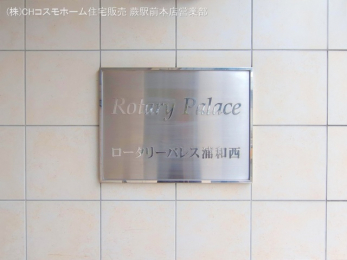 (株)CHコスモホーム住宅販売 蕨駅前本店営業部
Rotary Palace
ロータリーパレス浦和西